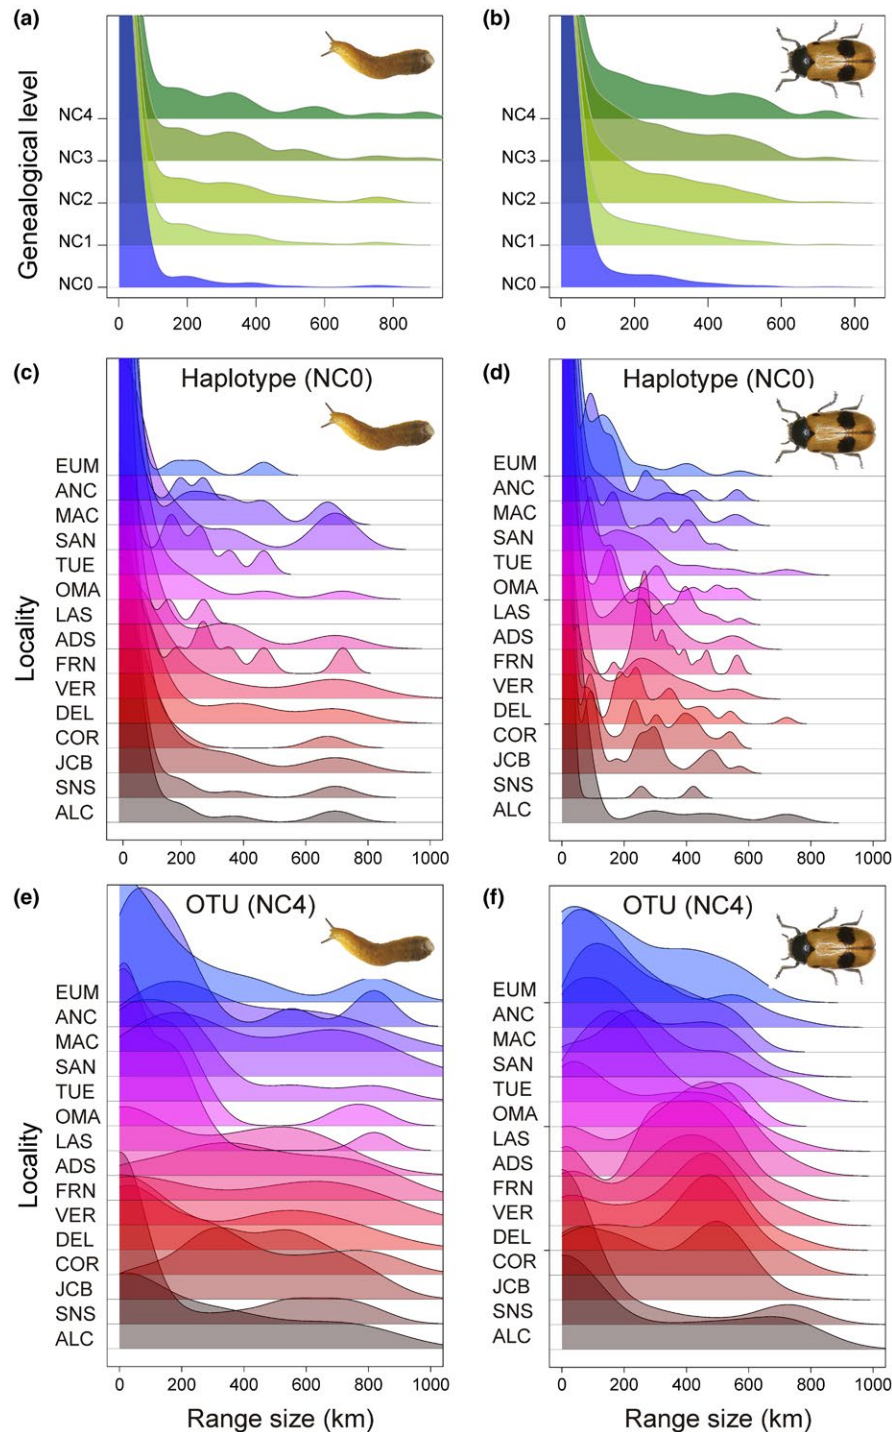 (a)
Genealogical level
NC4
NC3
NC2
NC1
NC0
0 200 400 600 800
(b)
NC4
NC3
NC2
NC1
NC0
0 200 400 600 800
(c)
Haplotype (NC0)
Locality
EUM
ANC
MAC
SAN
TUE
OMA
LAS
ADS
FRN
VER
DEL
COR
JCB
SNS
ALC
0 200 400 600 800 1000
(d)
Haplotype (NC0)
EUM
ANC
MAC
SAN
TUE
OMA
LAS
ADS
FRN
VER
DEL
COR
JCB
SNS
ALC
0 200 400 600 800 1000
(e)
OTU (NC4)
Locality
EUM
ANC
MAC
SAN
TUE
OMA
LAS
ADS
FRN
VER
DEL
COR
JCB
SNS
ALC
0 200 400 600 800 1000
Range size (km)
(f)
OTU (NC4)
EUM
ANC
MAC
SAN
TUE
OMA
LAS
ADS
FRN
VER
DEL
COR
JCB
SNS
ALC
0 200 400 600 800 1000
Range size (km)